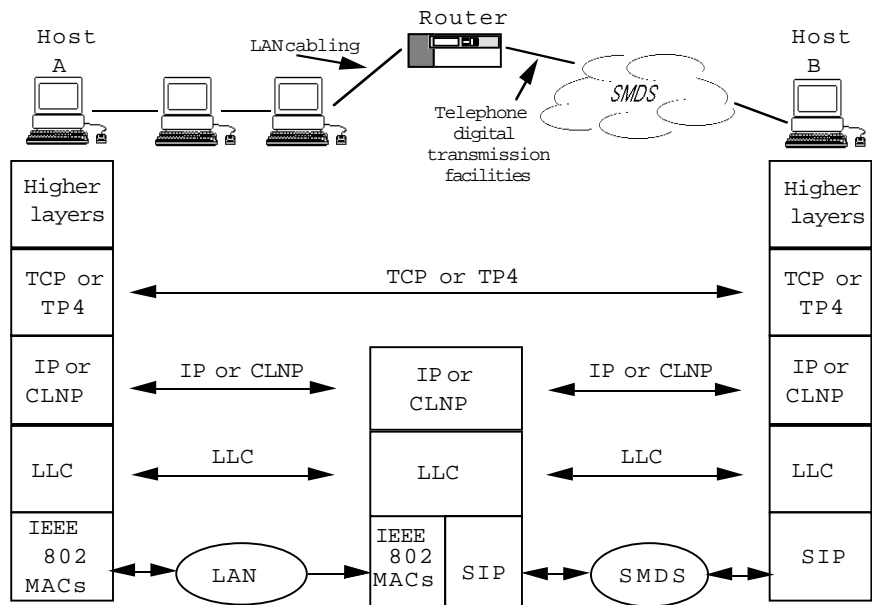 Router
Host
A
LAN cabling
Host
B
SMDS
Telephone
digital
transmission
facilities
Higher
layers
Higher
layers
TCP or
TP4
TCP or TP4
TCP or
TP4
IP or
CLNP
IP or CLNP
IP or
CLNP
IP or CLNP
IP or
CLNP
LLC
LLC
LLC
LLC
LLC
IEEE
802
MACs
LAN
IEEE
802
MACs
SIP
SMDS
SIP